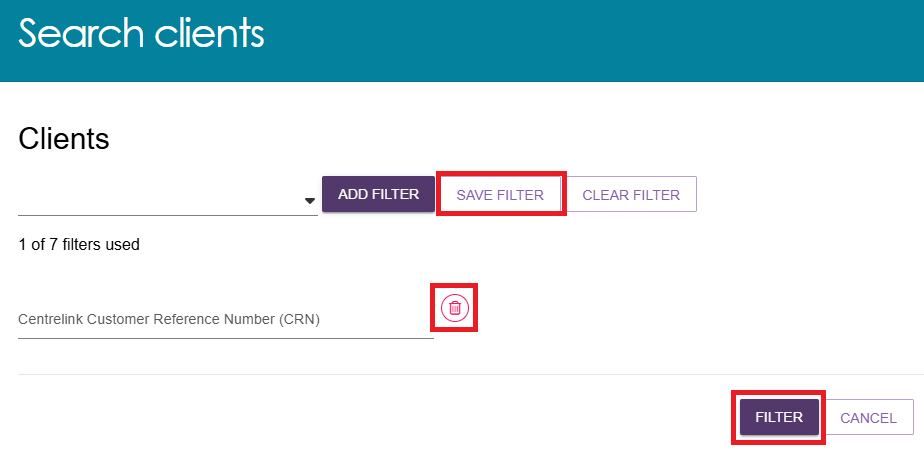 Search clients
Clients
ADD FILTER SAVE FILTER CLEAR FILTER
1 of 7 filters used
Centrelink Customer Reference Number (CRN)
FILTER CANCEL